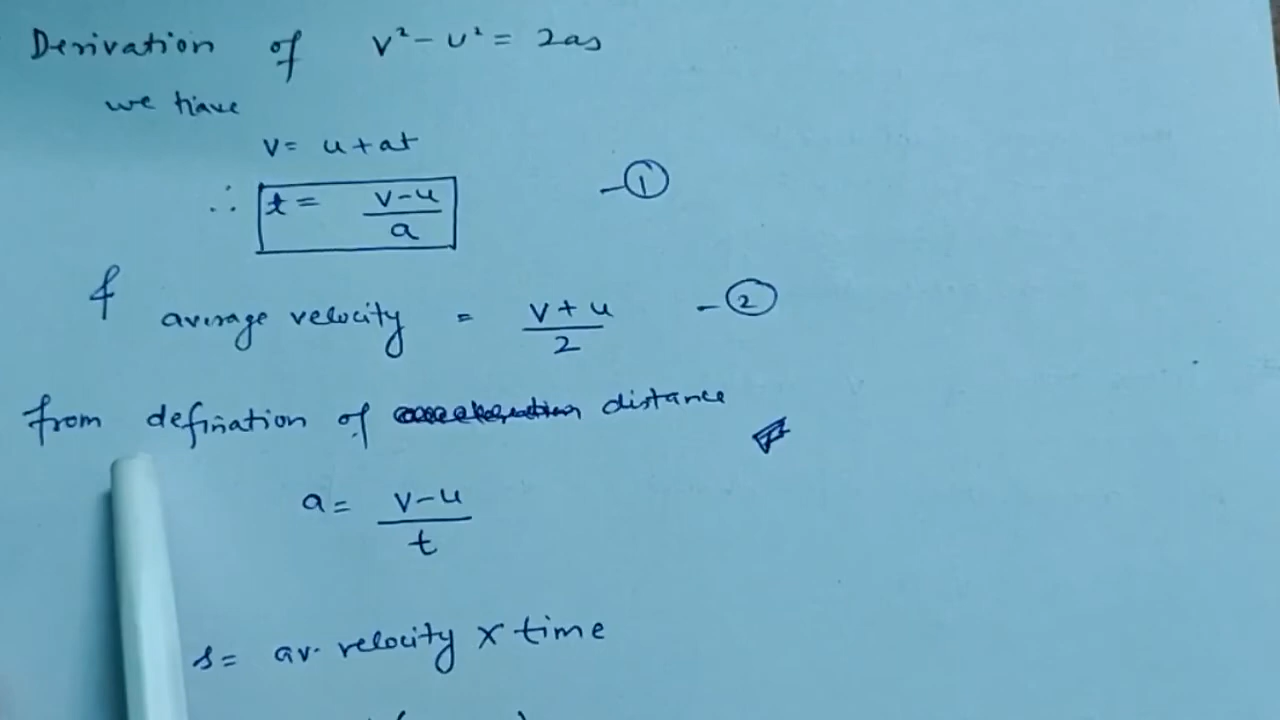 Derivation of v² - u² = 2as
we have
v = u + at
∴ t = v-u / a - ①
& average velocity = v + u / 2 - ②
from defination of distance
a = v-u / t
s = av. velocity × time